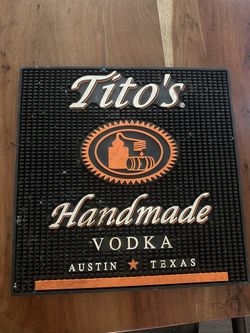 Tito's
Handmade
VODKA
AUSTIN ★ TEXAS